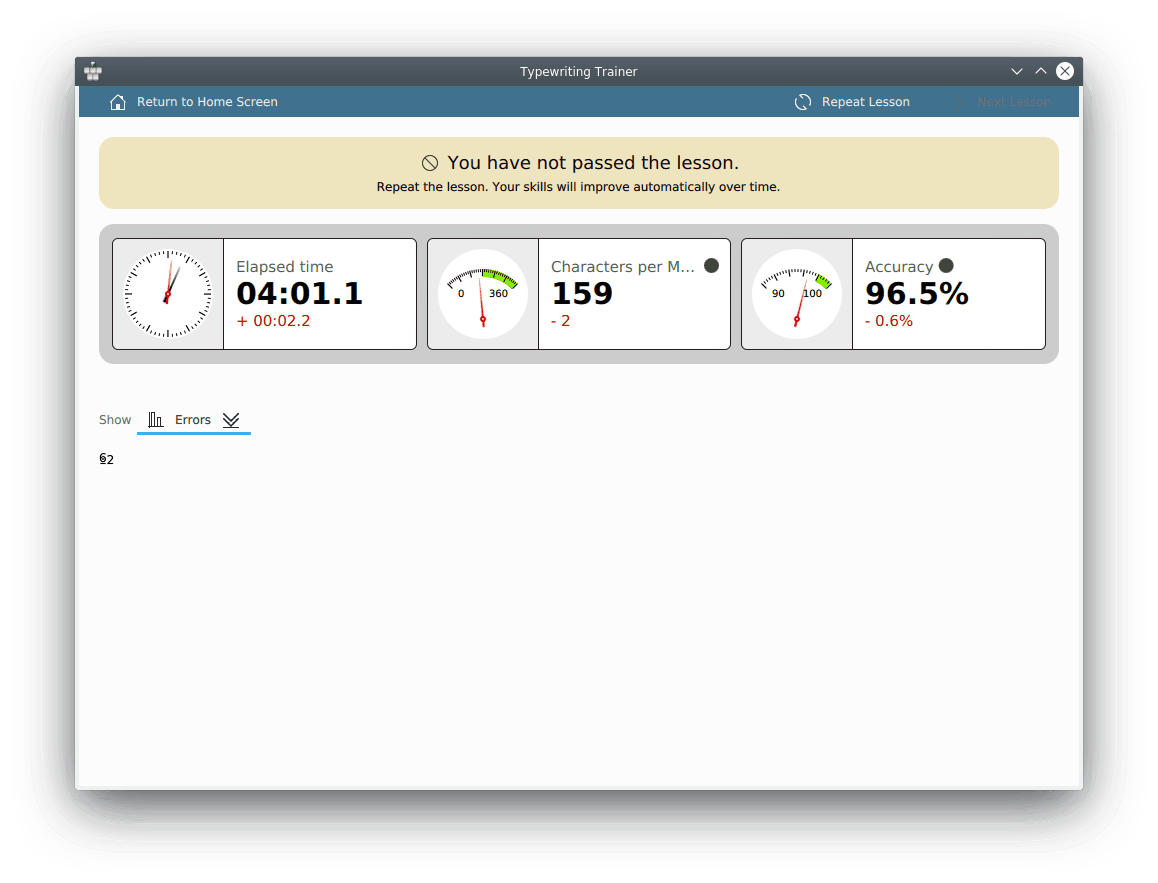 Typewriting Trainer
Return to Home Screen
Repeat Lesson
Next Lesson
You have not passed the lesson.
Repeat the lesson. Your skills will improve automatically over time.
Elapsed time
04:01.1
+ 00:02.2
0 360
Characters per M...
159
- 2
90 100
Accuracy
96.5%
- 0.6%
Show
Errors